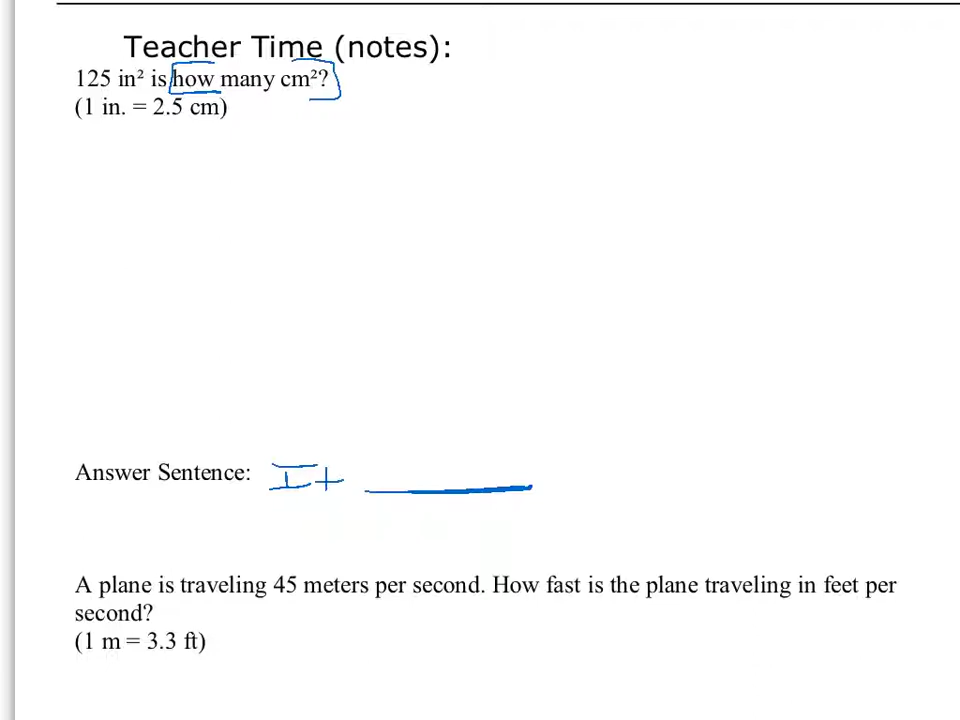 Teacher Time (notes):
125 in² is how many cm²?
(1 in. = 2.5 cm)
Answer Sentence: It
A plane is traveling 45 meters per second. How fast is the plane traveling in feet per
second?
(1 m = 3.3 ft)